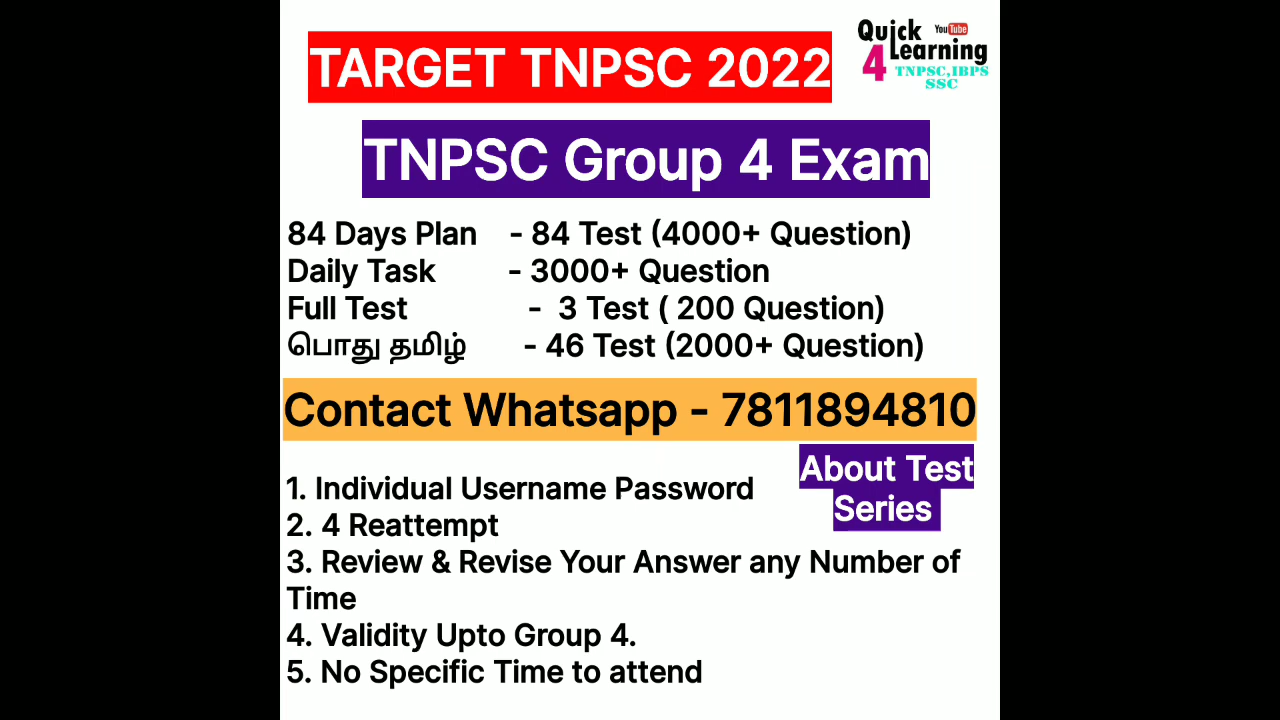 TARGET TNPSC 2022
Quick YouTube
4 Learning
TNPSC,IBPS
SSC
TNPSC Group 4 Exam
84 Days Plan - 84 Test (4000+ Question)
Daily Task - 3000+ Question
Full Test - 3 Test ( 200 Question)
பொது தமிழ் - 46 Test (2000+ Question)
Contact Whatsapp - 7811894810
About Test
Series
1. Individual Username Password
2. 4 Reattempt
3. Review & Revise Your Answer any Number of
Time
4. Validity Upto Group 4.
5. No Specific Time to attend